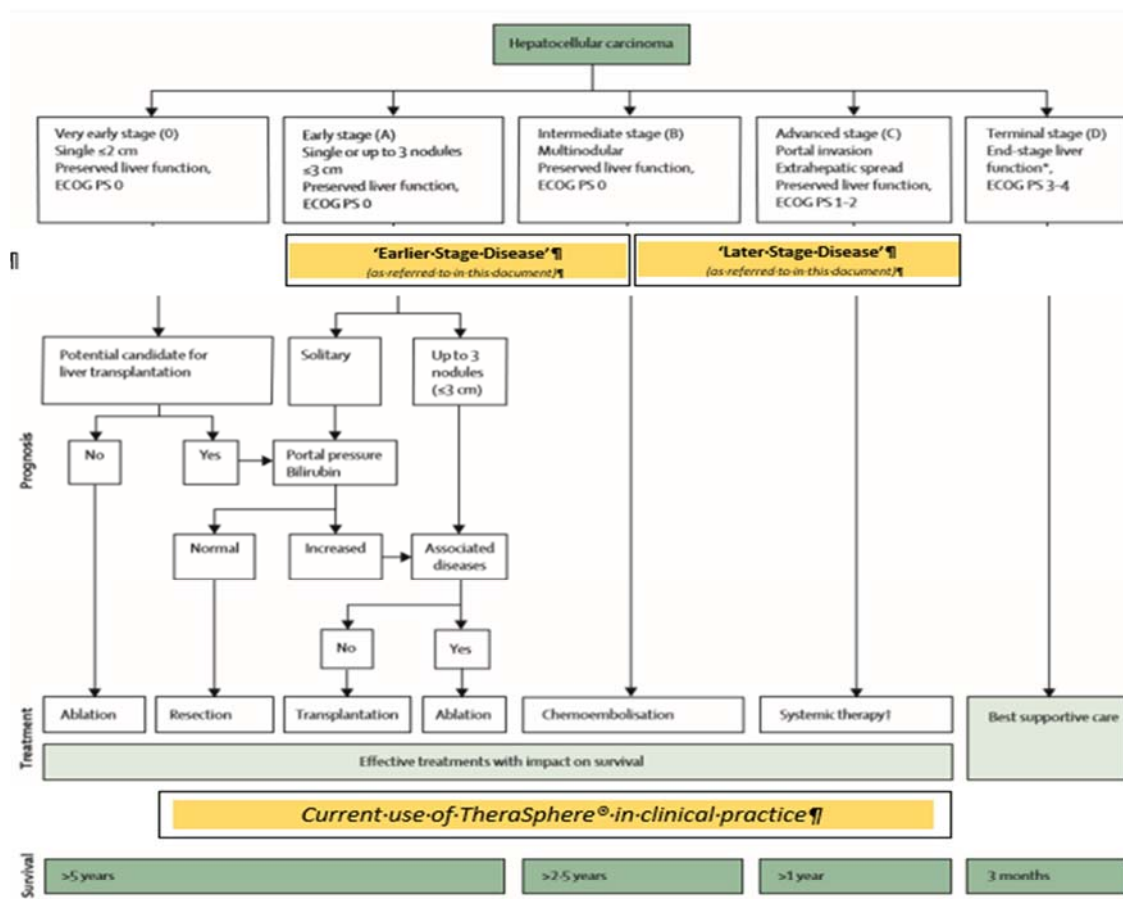 Hepatocellular carcinoma
Very early stage (0)
Single ≤2 cm
Preserved liver function,
ECOG PS 0
Early stage (A)
Single or up to 3 nodules
≤3 cm
Preserved liver function,
ECOG PS 0
Intermediate stage (B)
Multinodular
Preserved liver function,
ECOG PS 0
Advanced stage (C)
Portal invasion
Extrahepatic spread
Preserved liver function,
ECOG PS 1–2
Terminal stage (D)
End-stage liver
function*,
ECOG PS 3–4
¶
'Earlier·Stage·Disease'¶
(as·referred·to·in·this·document)¶
'Later·Stage·Disease'¶
(as·referred·to·in·this·document)¶
Prognosis
Potential candidate for
liver transplantation
Solitary
Up to 3
nodules
(≤3 cm)
No
Yes
Portal pressure
Bilirubin
Normal
Increased
Associated
diseases
No
Yes
Treatment
Ablation
Resection
Transplantation
Ablation
Chemoembolisation
Systemic therapy†
Best supportive care
Effective treatments with impact on survival
Current·use·of·TheraSphere®·in·clinical·practice¶
Survival
>5 years
>2·5 years
>1 year
3 months